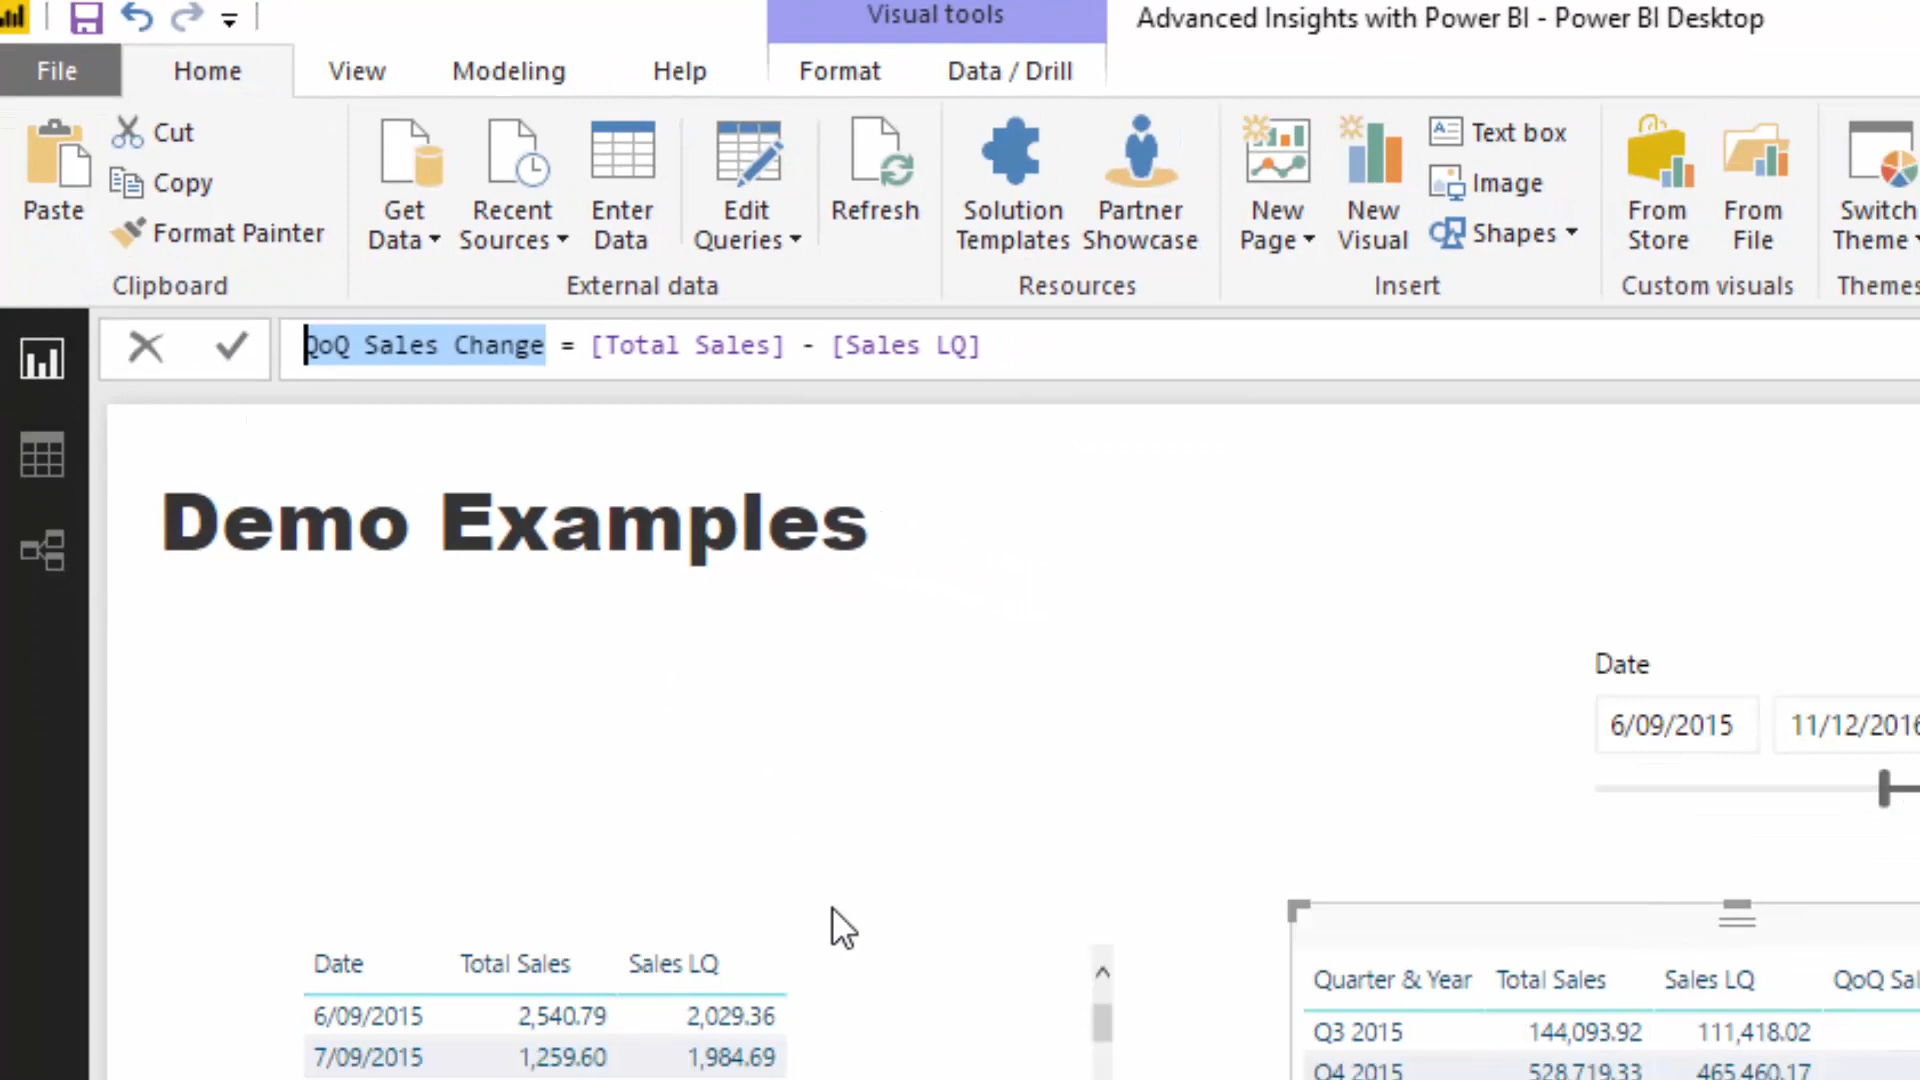 Visual tools
Advanced Insights with Power BI - Power BI Desktop
File Home View Modeling Help Format Data / Drill
Paste
Cut
Copy
Format Painter
Clipboard
Get Data
Recent Sources
Enter Data
Edit Queries
Refresh
External data
Solution Templates
Partner Showcase
Resources
New Page
New Visual
Text box
Image
Shapes
Insert
From Store
From File
Custom visuals
Switch Theme
Themes
QoQ Sales Change = [Total Sales] - [Sales LQ]
Demo Examples
Date
6/09/2015 11/12/2016
Date Total Sales Sales LQ
6/09/2015 2,540.79 2,029.36
7/09/2015 1,259.60 1,984.69
Quarter & Year Total Sales Sales LQ QoQ Sal
Q3 2015 144,093.92 111,418.02
Q4 2015 528,719.33 465,460.17